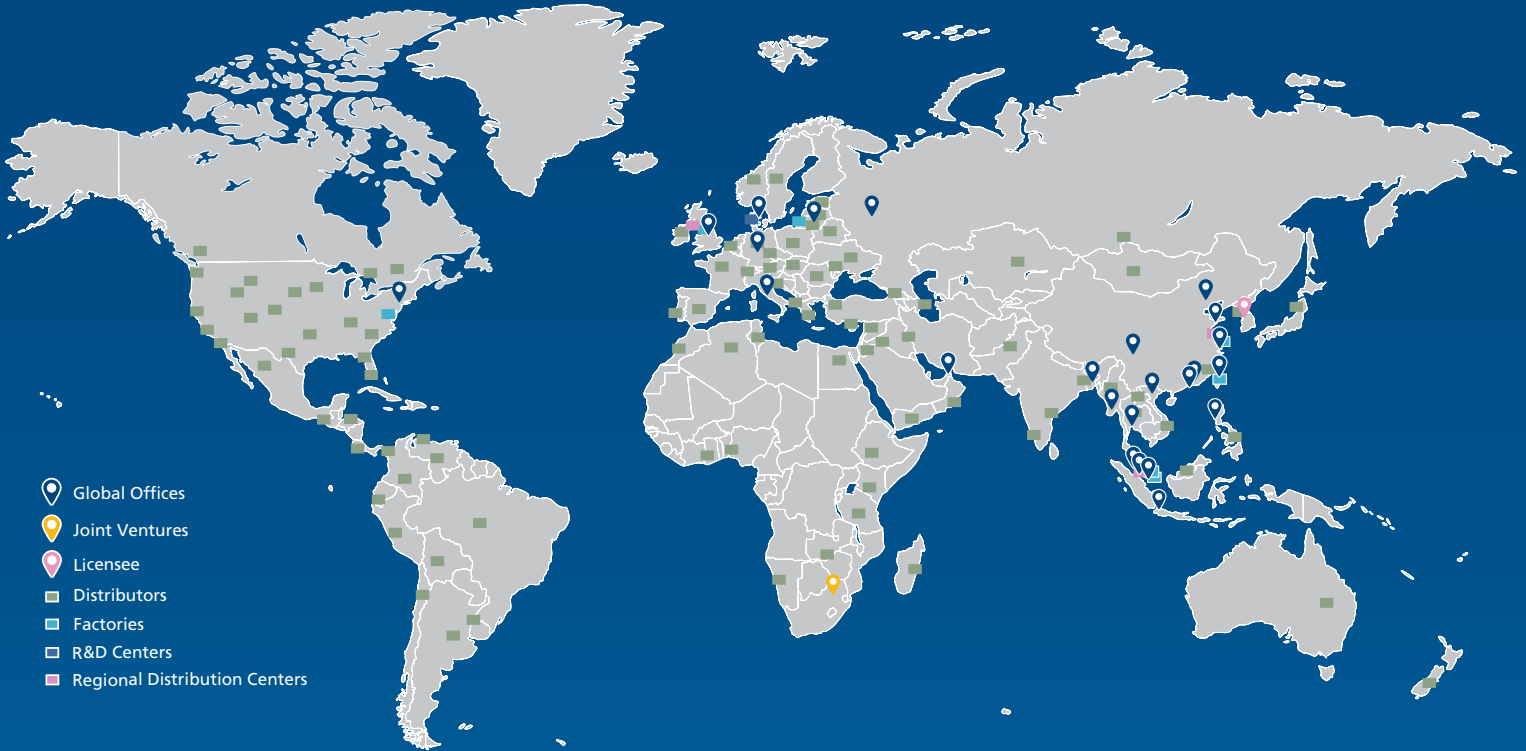 Global Offices
Joint Ventures
Licensee
Distributors
Factories
R&D Centers
Regional Distribution Centers